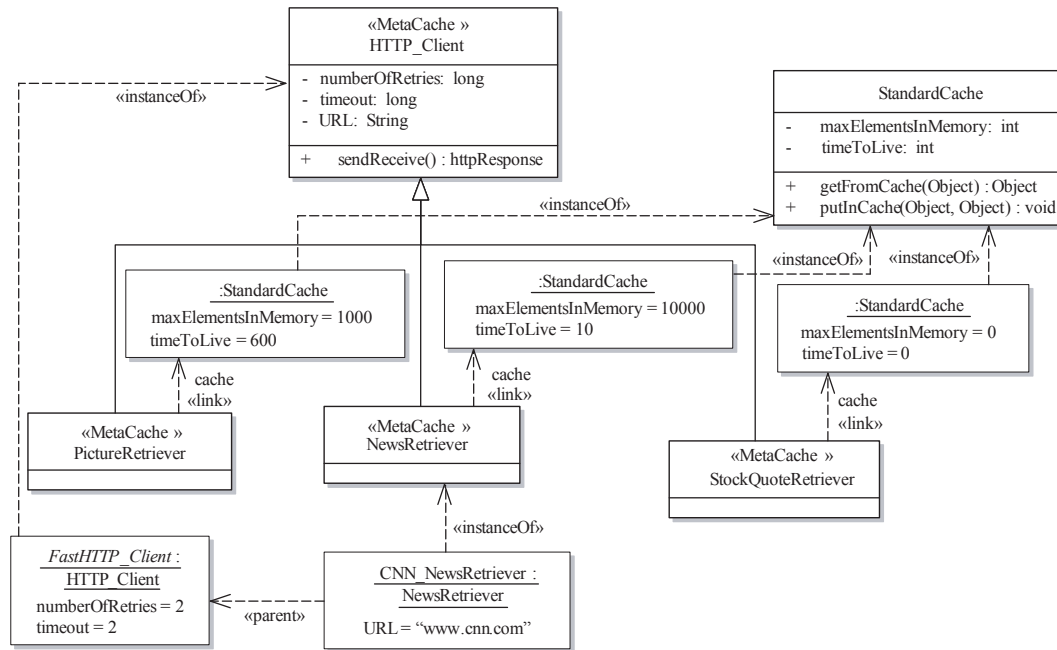 «MetaCache »
HTTP_Client
- numberOfRetries: long
- timeout: long
- URL: String
+ sendReceive() : httpResponse
«instanceOf»
StandardCache
- maxElementsInMemory: int
- timeToLive: int
+ getFromCache(Object) : Object
+ putInCache(Object, Object) : void
«instanceOf»
«instanceOf»
«instanceOf»
:StandardCache
maxElementsInMemory = 1000
timeToLive = 600
:StandardCache
maxElementsInMemory = 10000
timeToLive = 10
:StandardCache
maxElementsInMemory = 0
timeToLive = 0
cache
«link»
cache
«link»
cache
«link»
«MetaCache »
PictureRetriever
«MetaCache »
NewsRetriever
«MetaCache »
StockQuoteRetriever
«instanceOf»
FastHTTP_Client :
HTTP_Client
numberOfRetries = 2
timeout = 2
«parent»
CNN_NewsRetriever :
NewsRetriever
URL = “www.cnn.com”